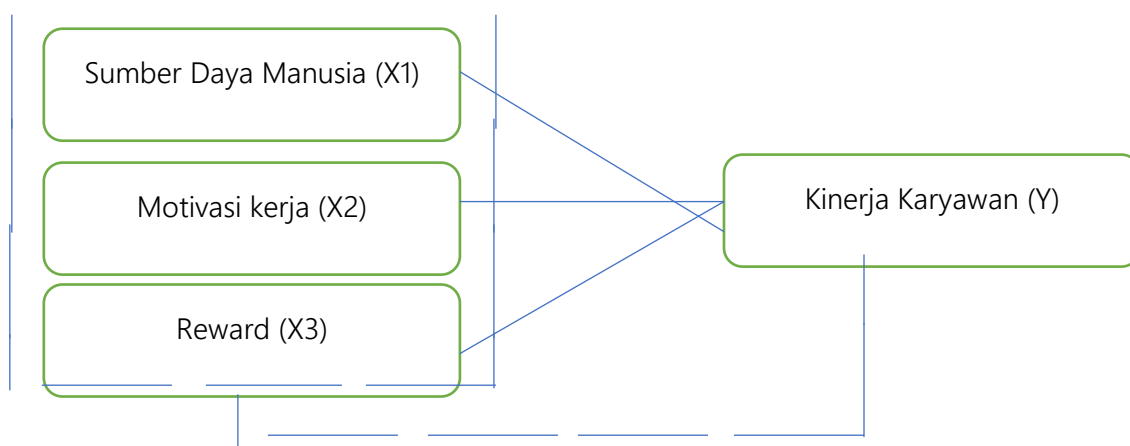 Sumber Daya Manusia (X1)
Motivasi kerja (X2)
Kinerja Karyawan (Y)
Reward (X3)